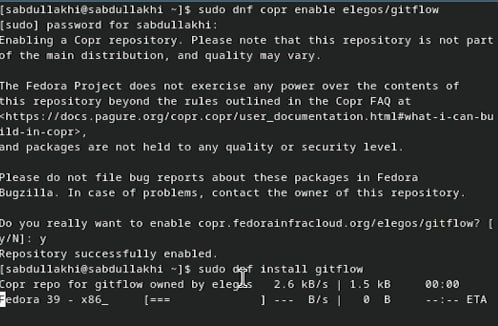 [sabdullakhi@sabdullakhi ~]$ sudo dnf copr enable elegos/gitflow
[sudo] password for sabdullakhi:
Enabling a Copr repository. Please note that this repository is not part
of the main distribution, and quality may vary.
The Fedora Project does not exercise any power over the contents of
this repository beyond the rules outlined in the Copr FAQ at
<https://docs.pagure.org/copr.copr/user_documentation.html#what-i-can-bu
ild-in-copr>,
and packages are not held to any quality or security level.
Please do not file bug reports about these packages in Fedora
Bugzilla. In case of problems, contact the owner of this repository.
Do you really want to enable copr.fedorainfracloud.org/elegos/gitflow? [
y/N]: y
Repository successfully enabled.
[sabdullakhi@sabdullakhi ~]$ sudo dnf install gitflow
Copr repo for gitflow owned by elegos   2.6 kB/s | 1.5 kB     00:00
Fedora 39 - x86_     [===            ] ---  B/s |   0  B     --:-- ETA